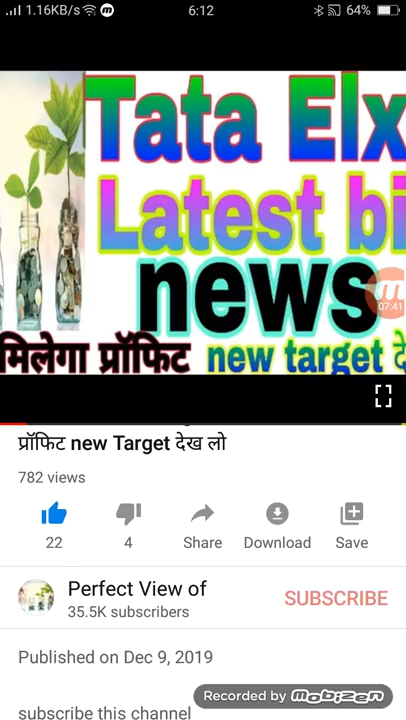 1.16KB/s
6:12
64%
Tata Elx
Latest bi
news
07:41
मिलेगा प्रॉफिट new target दे
प्रॉफिट new Target देख लो
782 views
22
4
Share
Download
Save
Perfect View of
35.5K subscribers
SUBSCRIBE
Published on Dec 9, 2019
Recorded by mobizen
subscribe this channel